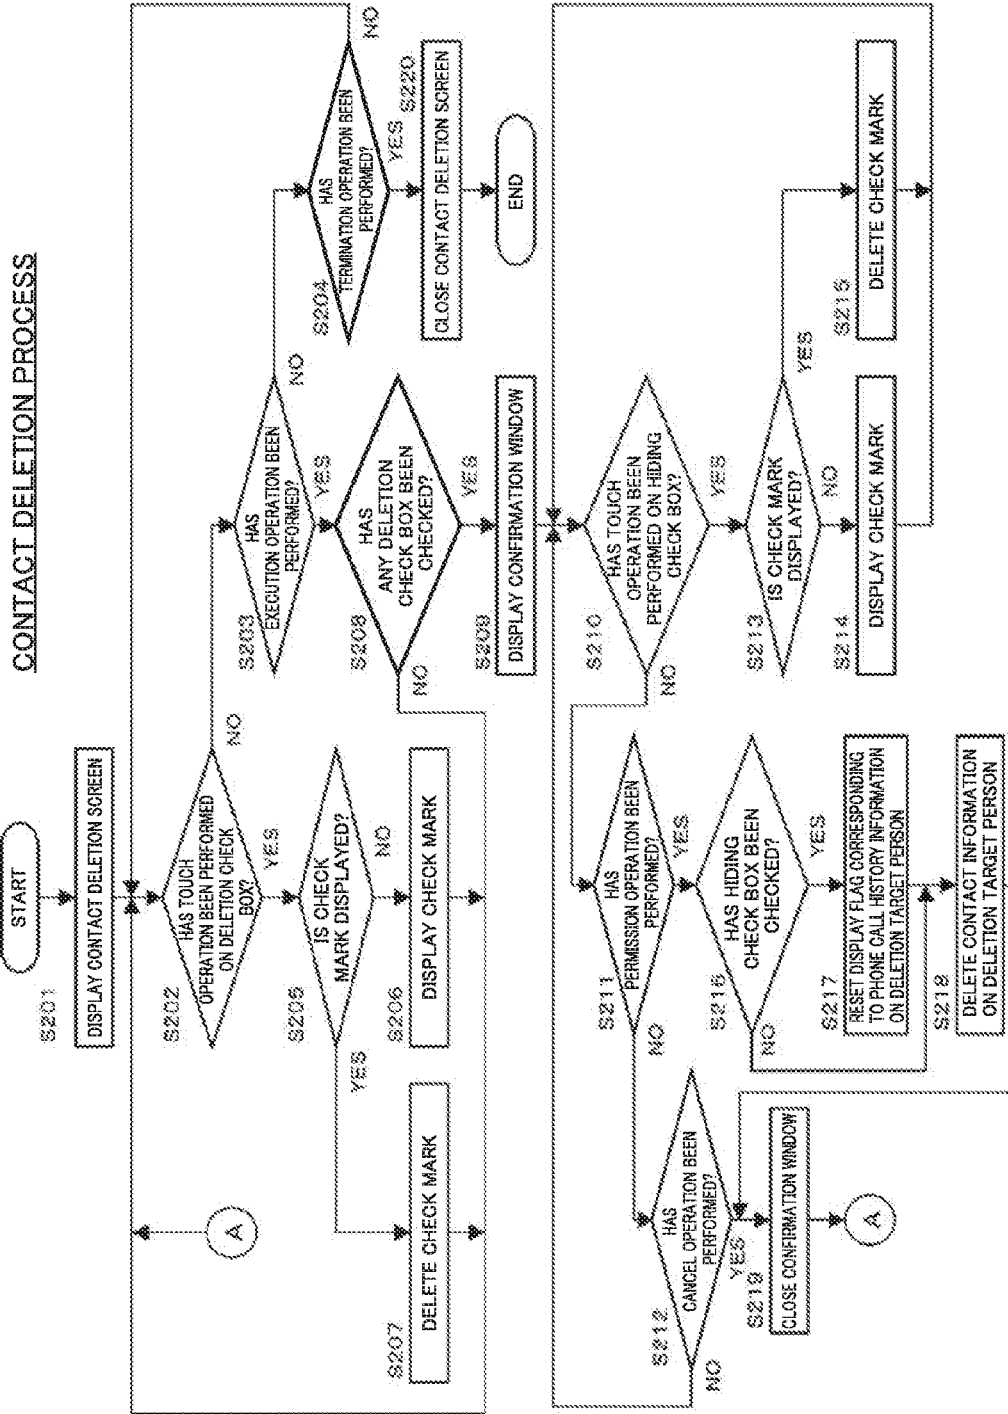 CONTACT DELETION PROCESS
START
S201
DISPLAY CONTACT DELETION SCREEN
S202
HAS TOUCH
OPERATION BEEN PERFORMED
ON DELETION CHECK
BOX?
NO
YES
S203
HAS
EXECUTION OPERATION BEEN
PERFORMED?
NO
YES
S204
HAS
TERMINATION OPERATION BEEN
PERFORMED?
NO
YES
S220
CLOSE CONTACT DELETION SCREEN
END
A
S205
IS CHECK
MARK DISPLAYED?
YES
NO
S206
DISPLAY CHECK MARK
S207
DELETE CHECK MARK
S208
HAS
ANY DELETION
CHECK BOX BEEN
CHECKED?
NO
YES
S209
DISPLAY CONFIRMATION WINDOW
S210
HAS TOUCH
OPERATION BEEN
PERFORMED ON HIDING
CHECK BOX?
NO
YES
S213
IS CHECK MARK
DISPLAYED?
YES
NO
S214
DISPLAY CHECK MARK
S215
DELETE CHECK MARK
S211
HAS
PERMISSION OPERATION BEEN
PERFORMED?
NO
YES
S216
HAS HIDING
CHECK BOX BEEN
CHECKED?
NO
YES
S217
RESET DISPLAY FLAG CORRESPONDING
TO PHONE CALL HISTORY INFORMATION
ON DELETION TARGET PERSON
S218
DELETE CONTACT INFORMATION
ON DELETION TARGET PERSON
S212
HAS
CANCEL OPERATION BEEN
PERFORMED?
NO
YES
S219
CLOSE CONFIRMATION WINDOW
A